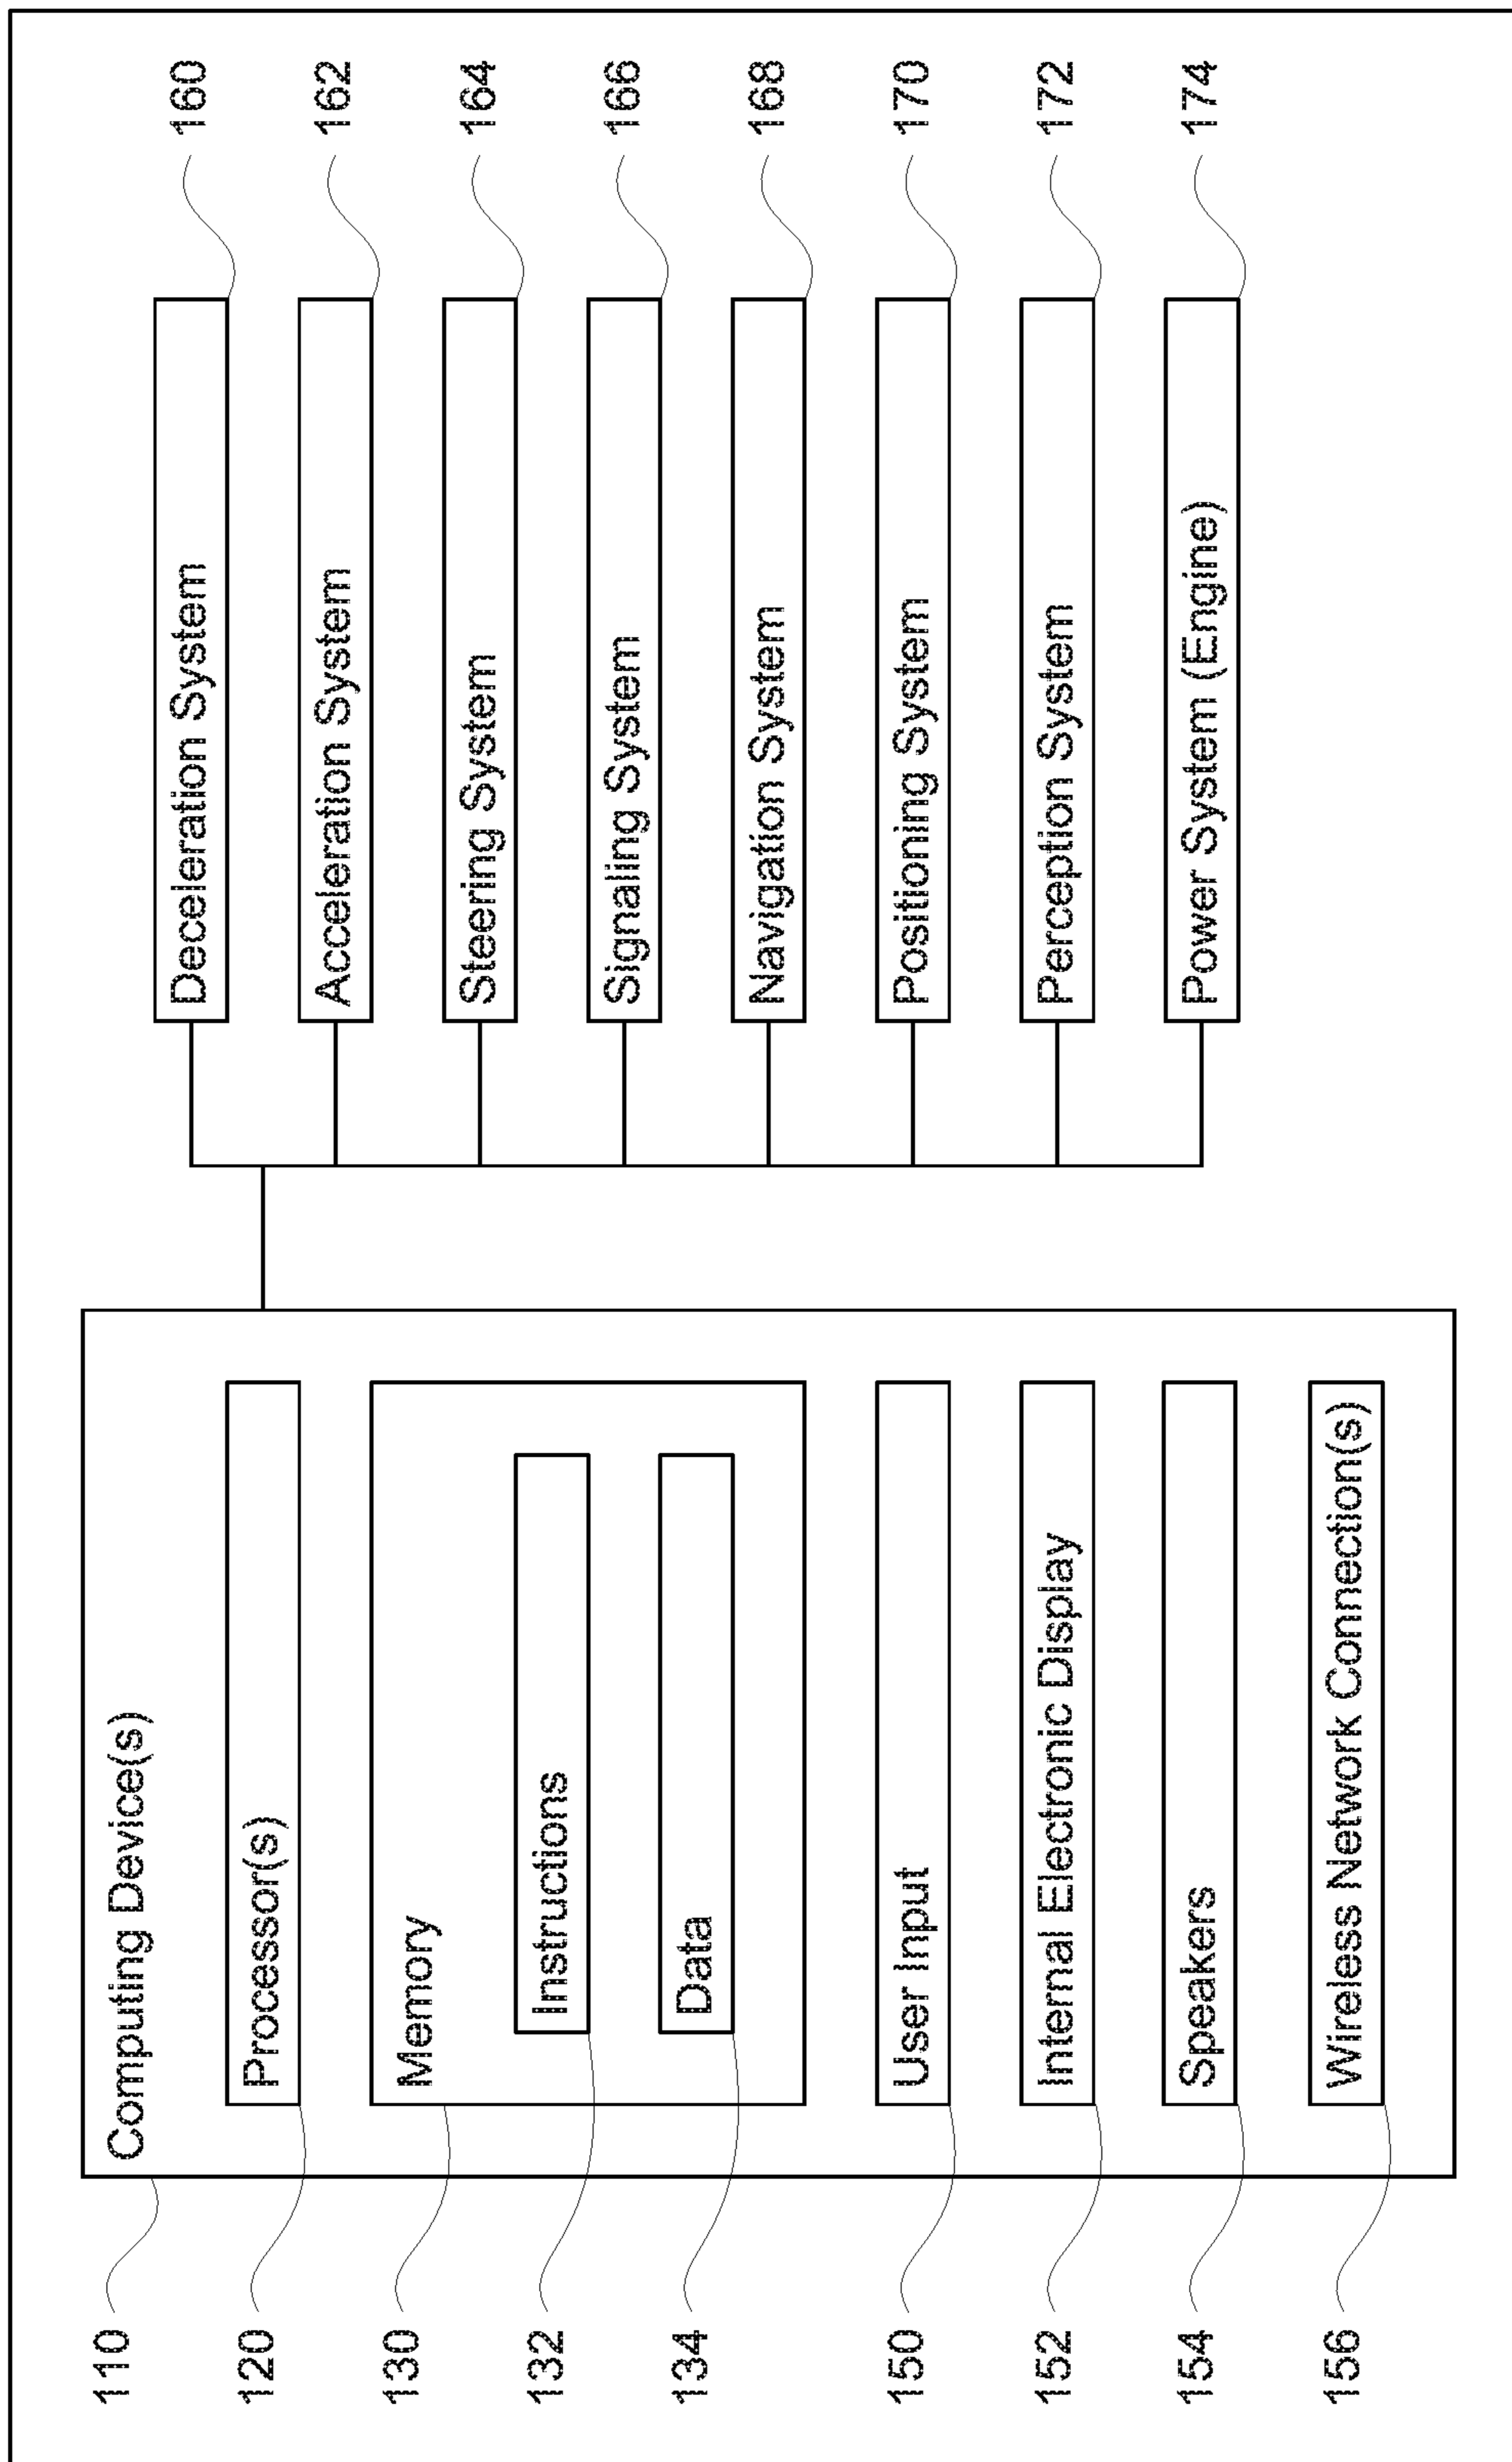 110
Computing Device(s)
120
Processor(s)
130
Memory
132
Instructions
134
Data
150
User Input
152
Internal Electronic Display
154
Speakers
156
Wireless Network Connection(s)
Deceleration System
160
Acceleration System
162
Steering System
164
Signaling System
166
Navigation System
168
Positioning System
170
Perception System
172
Power System (Engine)
174